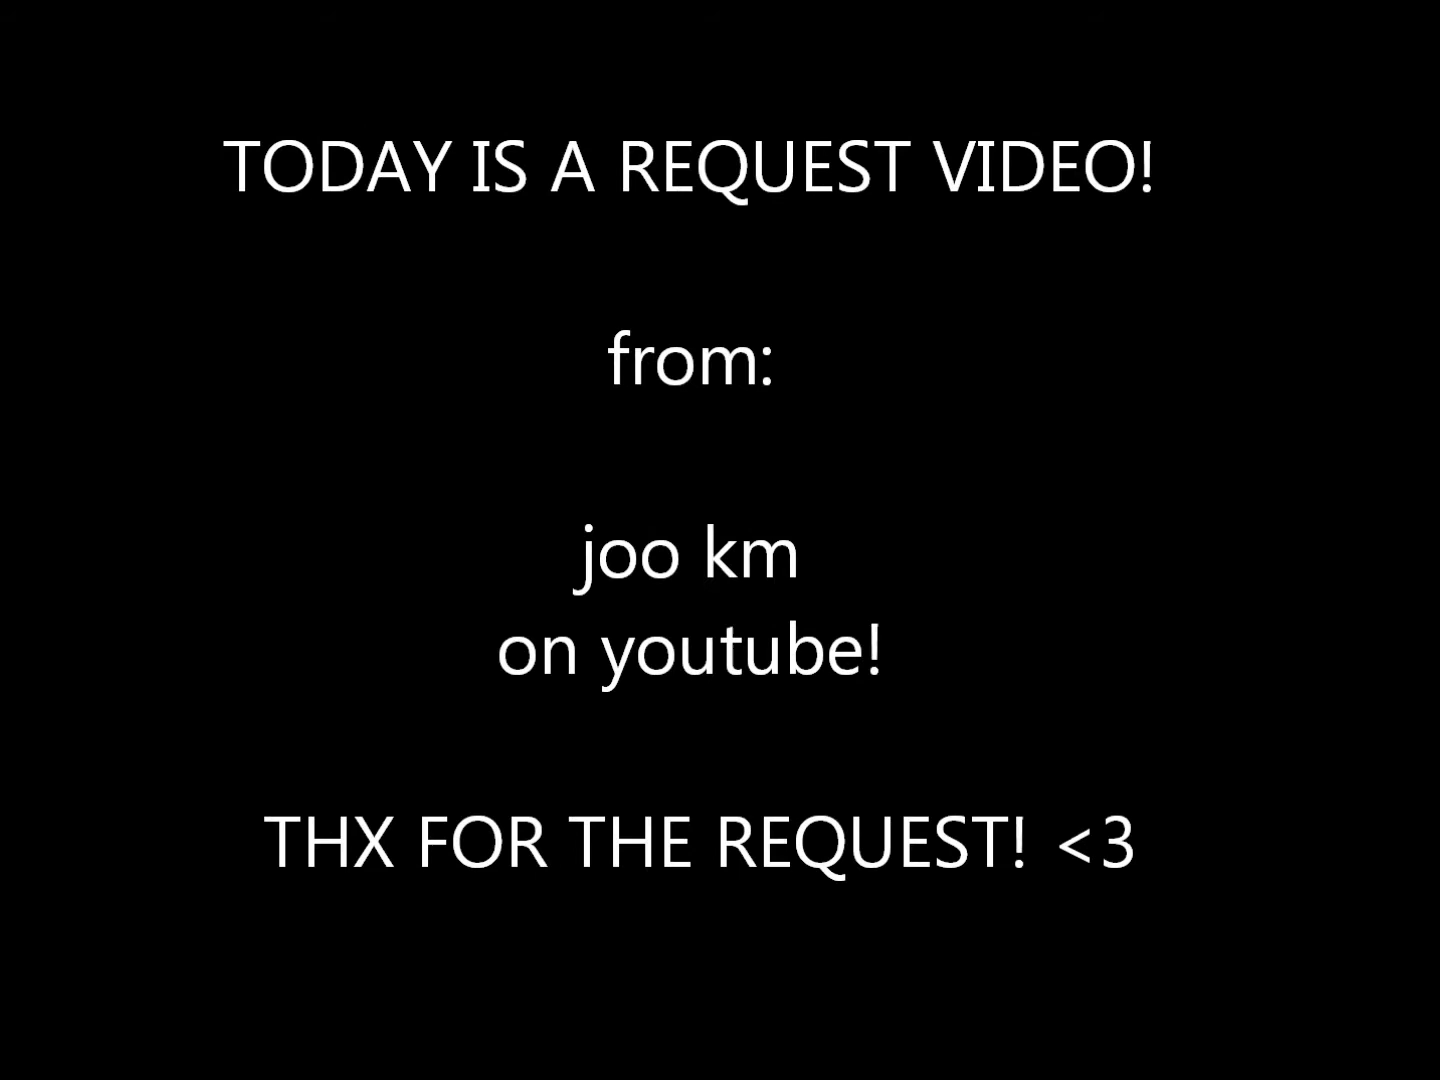 TODAY IS A REQUEST VIDEO!
from:
joo km
on youtube!
THX FOR THE REQUEST! <3